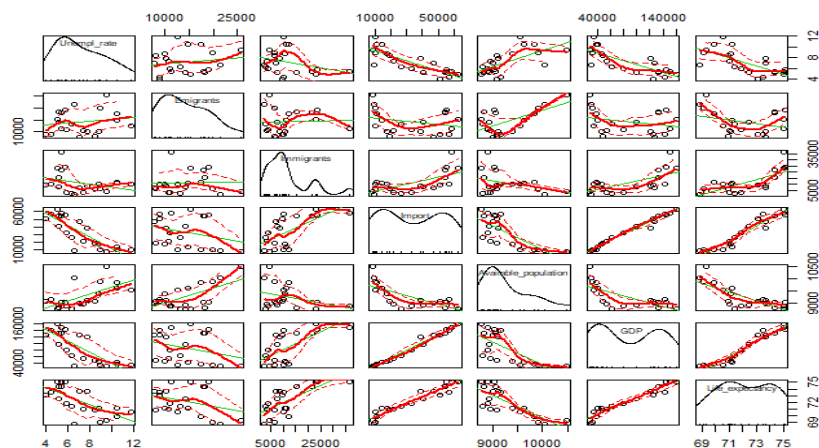 10000 25000 10000 50000 40000 140000
Unempl_rate
4 6 8 12
Emigrants
10000
Immigrants
5000 25000
Import
10000 60000
Available_population
9000 10500
GDP
40000 160000
Life_expectancy
69 72 75
4 6 8 12 5000 25000 9000 10000 69 71 73 75